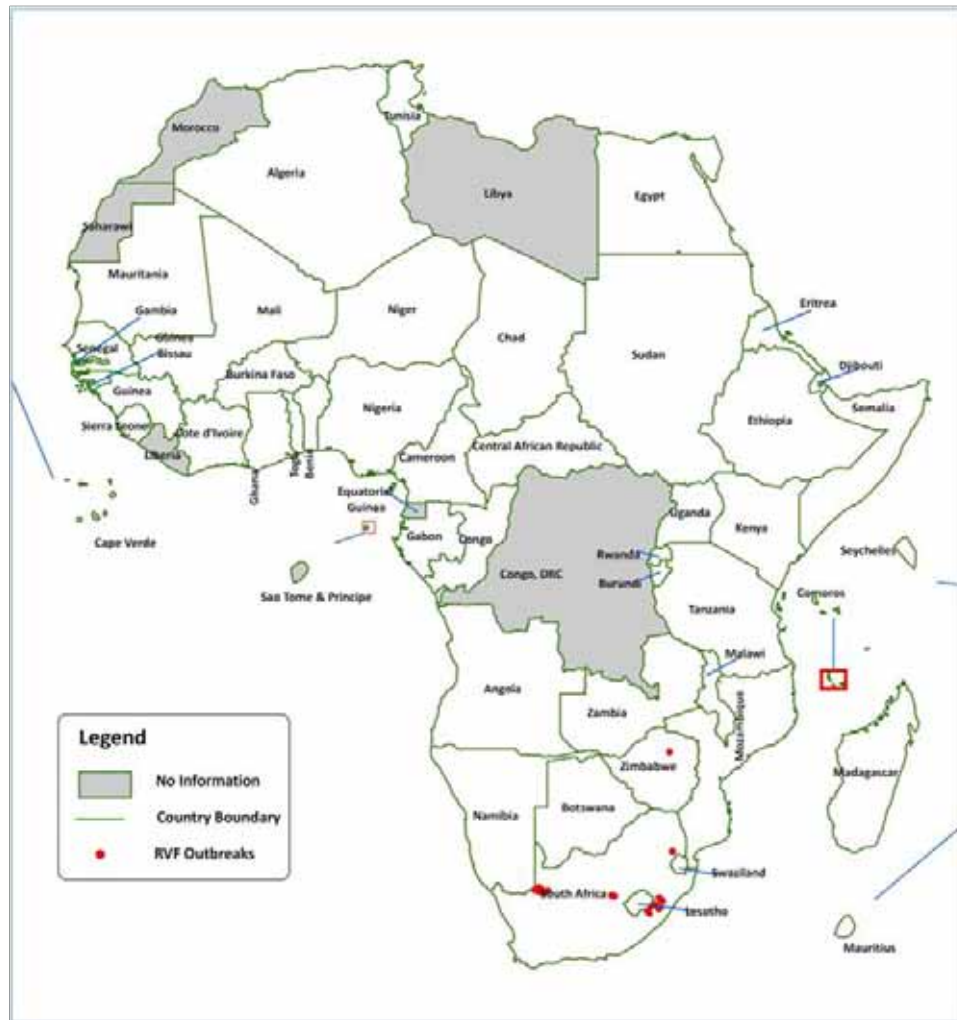 Morocco
Tunisia
Algeria
Libya
Egypt
Saharawi
Mauritania
Gambia
Mali
Niger
Eritrea
Guinea
Bissau
Senegal
Chad
Sudan
Djibouti
Burkina Faso
Guinea
Somalia
Nigeria
Ethiopia
Sierra Leone
Cote d'Ivoire
Central African Republic
Liberia
Cameroon
Ghana
Togo
Benin
Equatorial
Guinea
Uganda
Kenya
Cape Verde
Gabon
Congo
Rwanda
Seychelles
Congo, DRC
Burundi
Sao Tome & Principe
Tanzania
Comoros
Malawi
Angola
Zambia
Mozambique
Legend
No Information
Country Boundary
RVF Outbreaks
Zimbabwe
Madagascar
Botswana
Namibia
Swaziland
South Africa
Lesotho
Mauritius